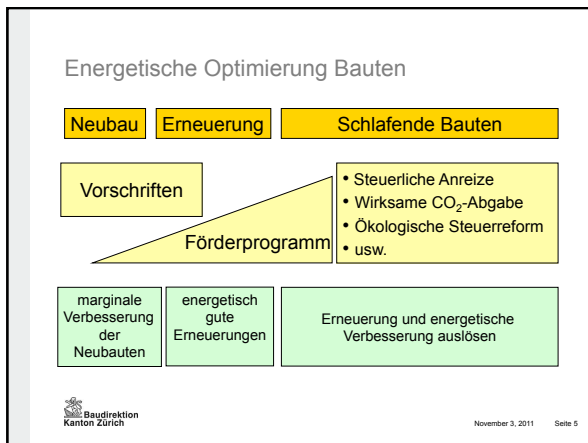 Energetische Optimierung Bauten
Neubau
Erneuerung
Schlafende Bauten
Vorschriften
Förderprogramm
• Steuerliche Anreize
• Wirksame CO₂-Abgabe
• Ökologische Steuerreform
• usw.
marginale
Verbesserung
der
Neubauten
energetisch
gute
Erneuerungen
Erneuerung und energetische
Verbesserung auslösen
Baudirektion
Kanton Zürich
November 3, 2011 Seite 5